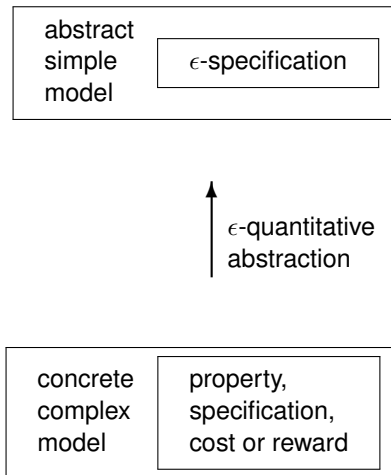 abstract
simple
model
ϵ-specification
ϵ-quantitative
abstraction
concrete
complex
model
property,
specification,
cost or reward